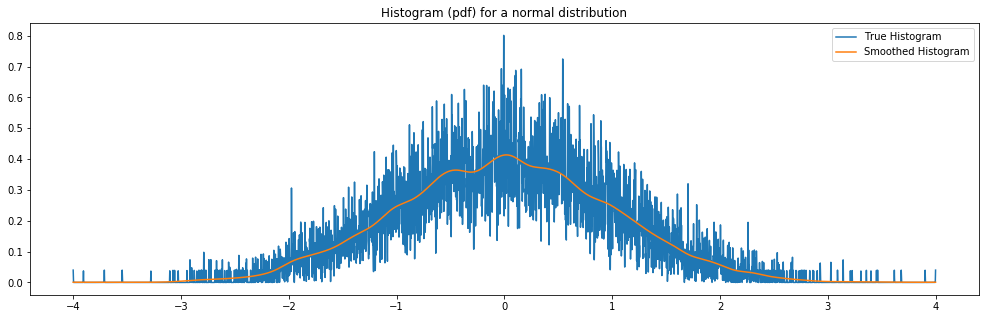 Histogram (pdf) for a normal distribution
True Histogram
Smoothed Histogram
0.8
0.7
0.6
0.5
0.4
0.3
0.2
0.1
0.0
−4 −3 −2 −1 0 1 2 3 4